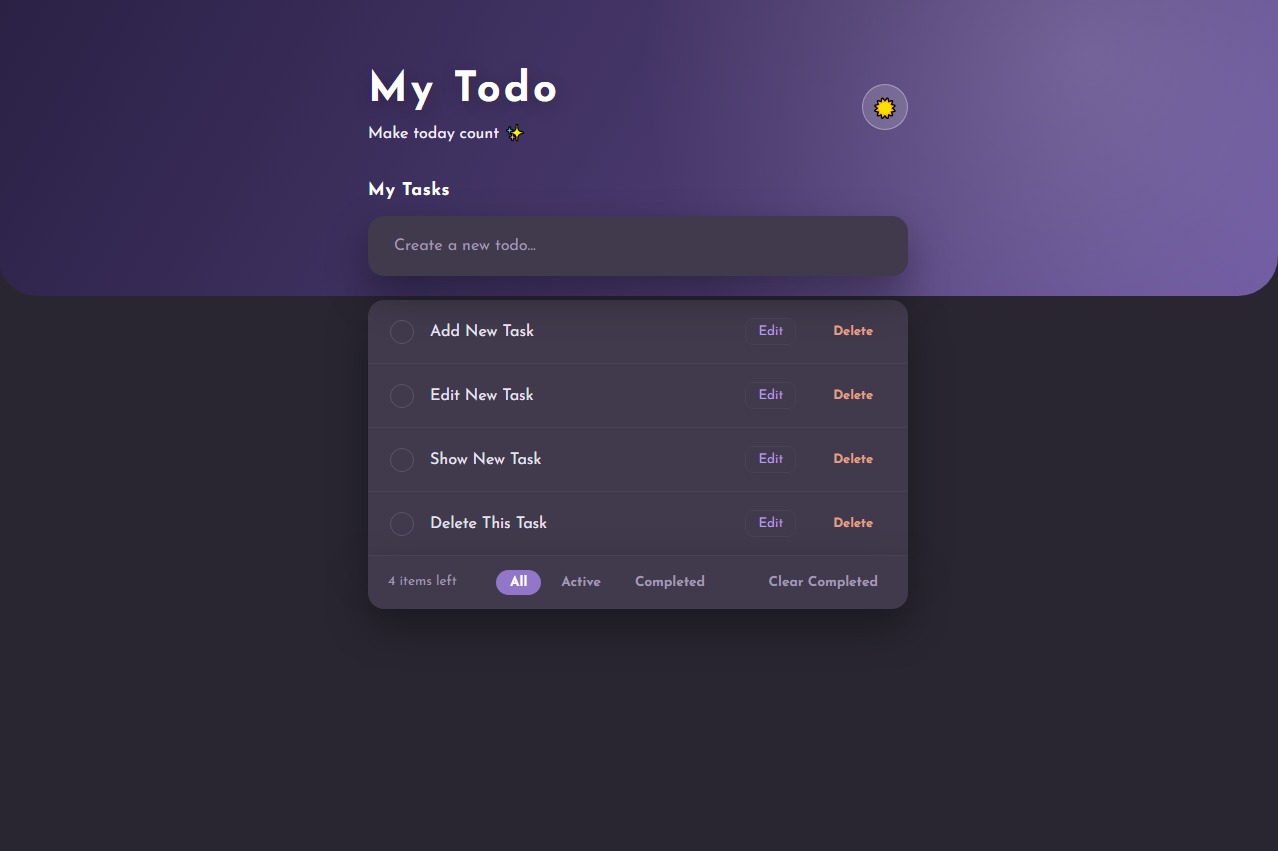 My Todo
Make today count ✨
My Tasks
Create a new todo...
Add New Task Edit Delete
Edit New Task Edit Delete
Show New Task Edit Delete
Delete This Task Edit Delete
4 items left All Active Completed Clear Completed